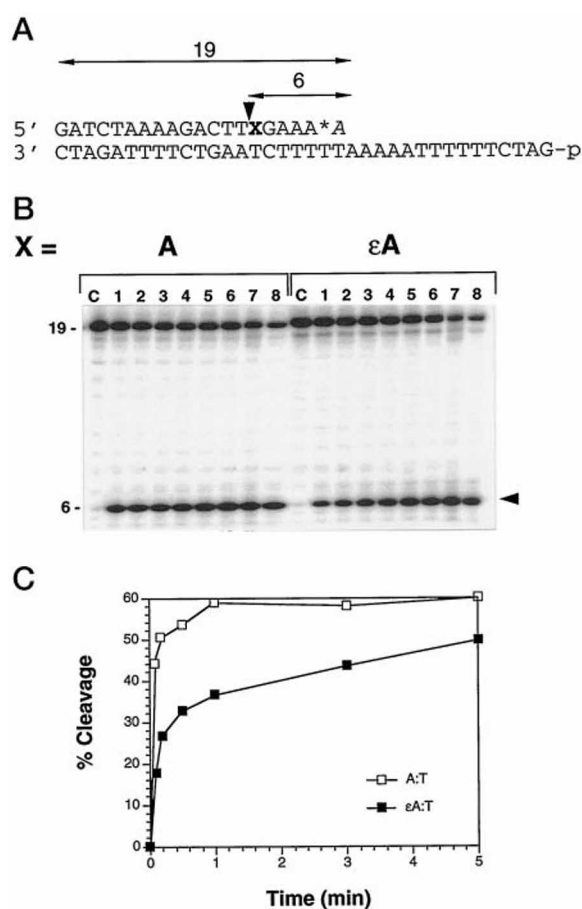 A
19
6
5' GATCTAAAAGACTTXGAAA*A
3' CTAGATTTTCTGAATCTTTTTAAAAATTTTTTCTAG-p
B
X = A εA
C 1 2 3 4 5 6 7 8 C 1 2 3 4 5 6 7 8
19 -
6 -
C
60
50
40
30
20
10
0
% Cleavage
A:T
εA:T
0 1 2 3 4 5
Time (min)